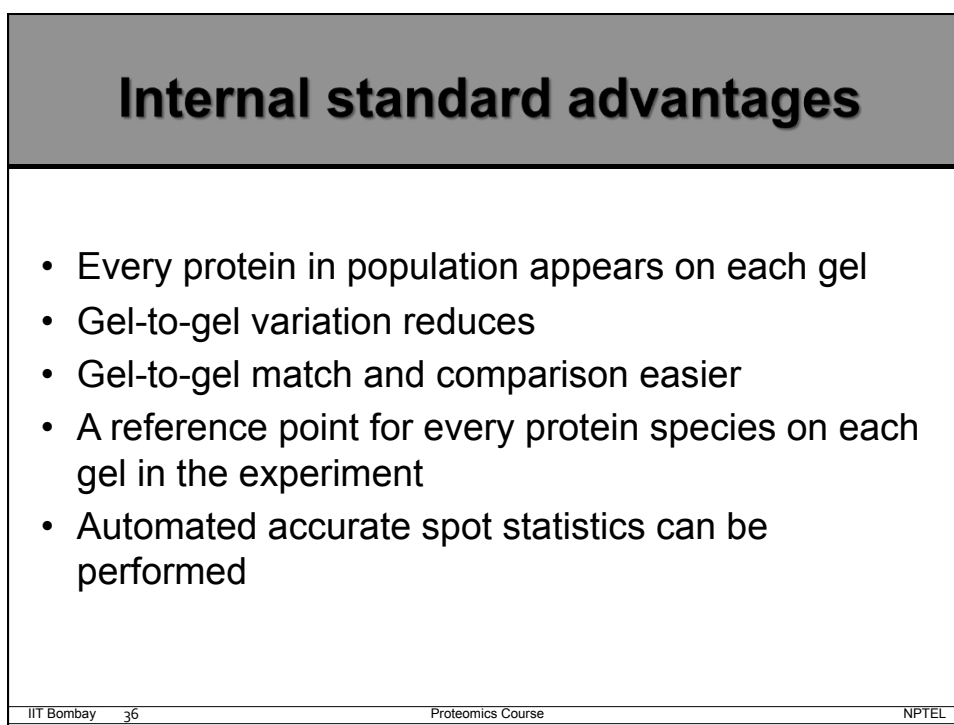 Internal standard advantages
• Every protein in population appears on each gel
• Gel-to-gel variation reduces
• Gel-to-gel match and comparison easier
• A reference point for every protein species on each
gel in the experiment
• Automated accurate spot statistics can be
performed
IIT Bombay 36 Proteomics Course NPTEL